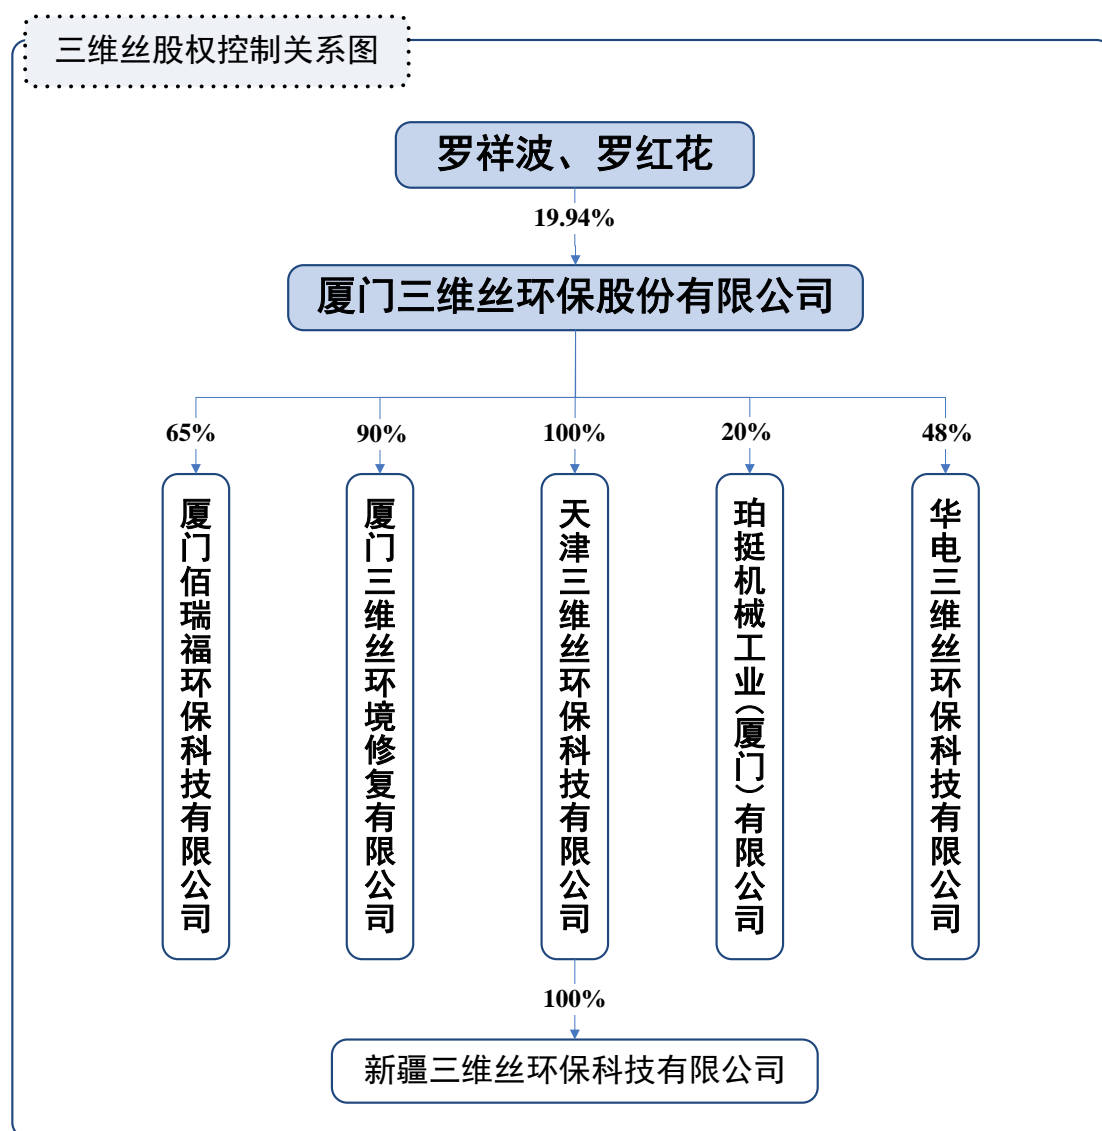 三维丝股权控制关系图
罗祥波、罗红花
19.94%
厦门三维丝环保股份有限公司
65%
90%
100%
20%
48%
厦门佰瑞福环保科技有限公司
厦门三维丝环境修复有限公司
天津三维丝环保科技有限公司
珀挺机械工业（厦门）有限公司
华电三维丝环保科技有限公司
100%
新疆三维丝环保科技有限公司